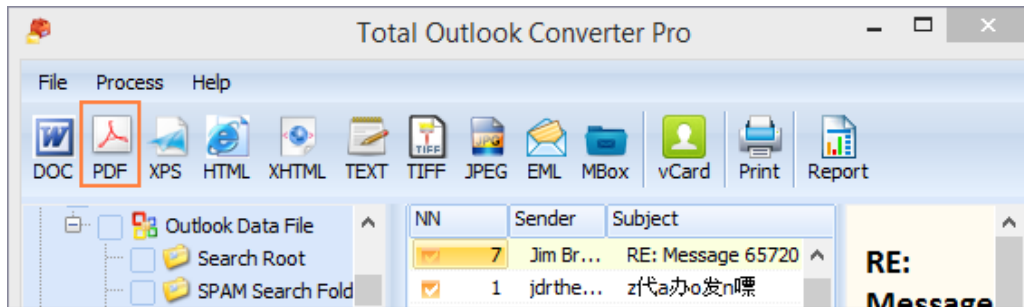 Total Outlook Converter Pro
File Process Help
W TIFF JPG
DOC PDF XPS HTML XHTML TEXT TIFF JPEG EML MBox vCard Print Report
Outlook Data File
Search Root
SPAM Search Fold
NN Sender Subject
7 Jim Br... RE: Message 65720
1 jdrthe... z代a办o发n嘌
RE:
Message